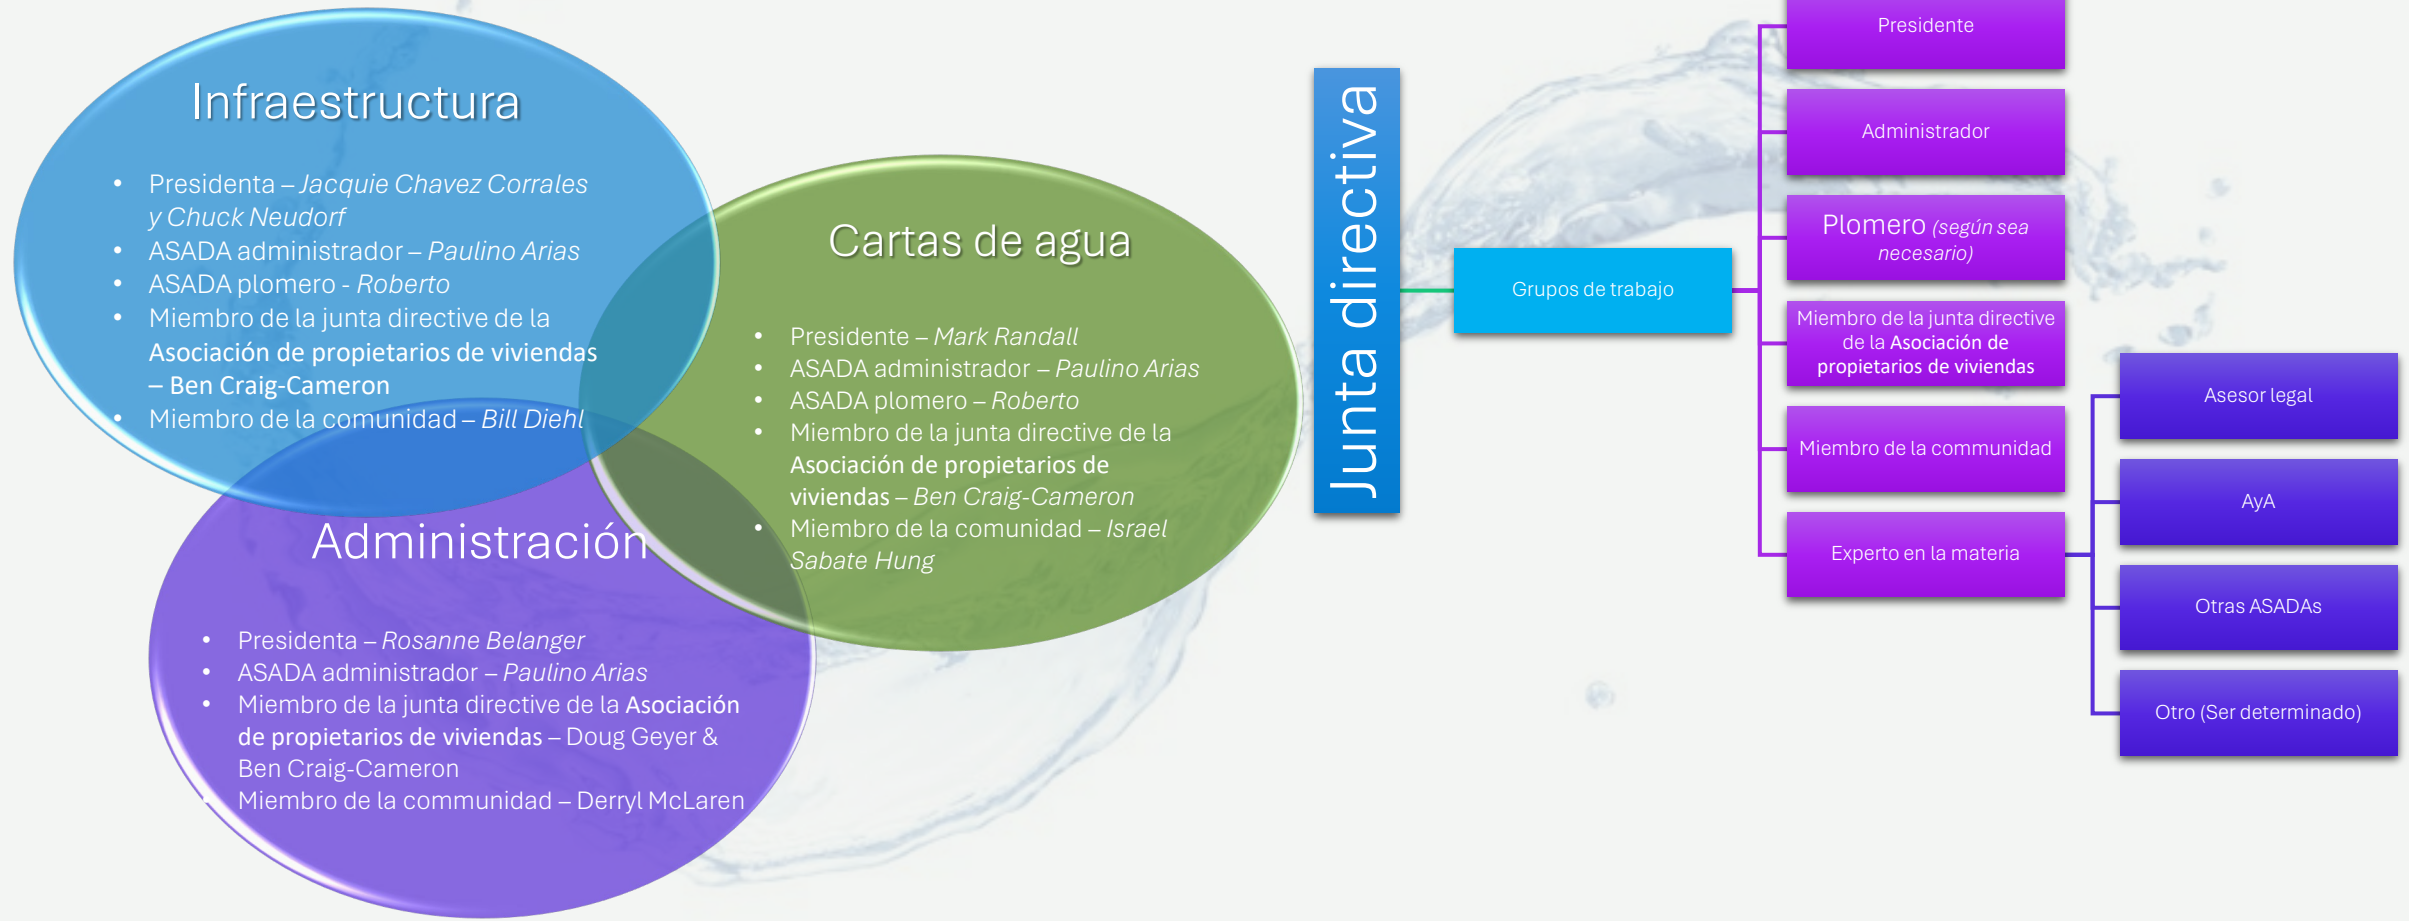 Infraestructura
• Presidenta – Jacquie Chavez Corrales
y Chuck Neudorf
• ASADA administrador – Paulino Arias
• ASADA plomero - Roberto
• Miembro de la junta directive de la
Asociación de propietarios de viviendas
– Ben Craig-Cameron
• Miembro de la comunidad – Bill Diehl
Cartas de agua
• Presidente – Mark Randall
• ASADA administrador – Paulino Arias
• ASADA plomero – Roberto
• Miembro de la junta directive de la
Asociación de propietarios de
viviendas – Ben Craig-Cameron
• Miembro de la comunidad – Israel
Sabate Hung
Administración
• Presidenta – Rosanne Belanger
• ASADA administrador – Paulino Arias
• Miembro de la junta directive de la Asociación
de propietarios de viviendas – Doug Geyer &
Ben Craig-Cameron
• Miembro de la communidad – Derryl McLaren
Junta directiva
Grupos de trabajo
Presidente
Administrador
Plomero (según sea
necesario)
Miembro de la junta directive
de la Asociación de
propietarios de viviendas
Miembro de la communidad
Experto en la materia
Asesor legal
AyA
Otras ASADAs
Otro (Ser determinado)